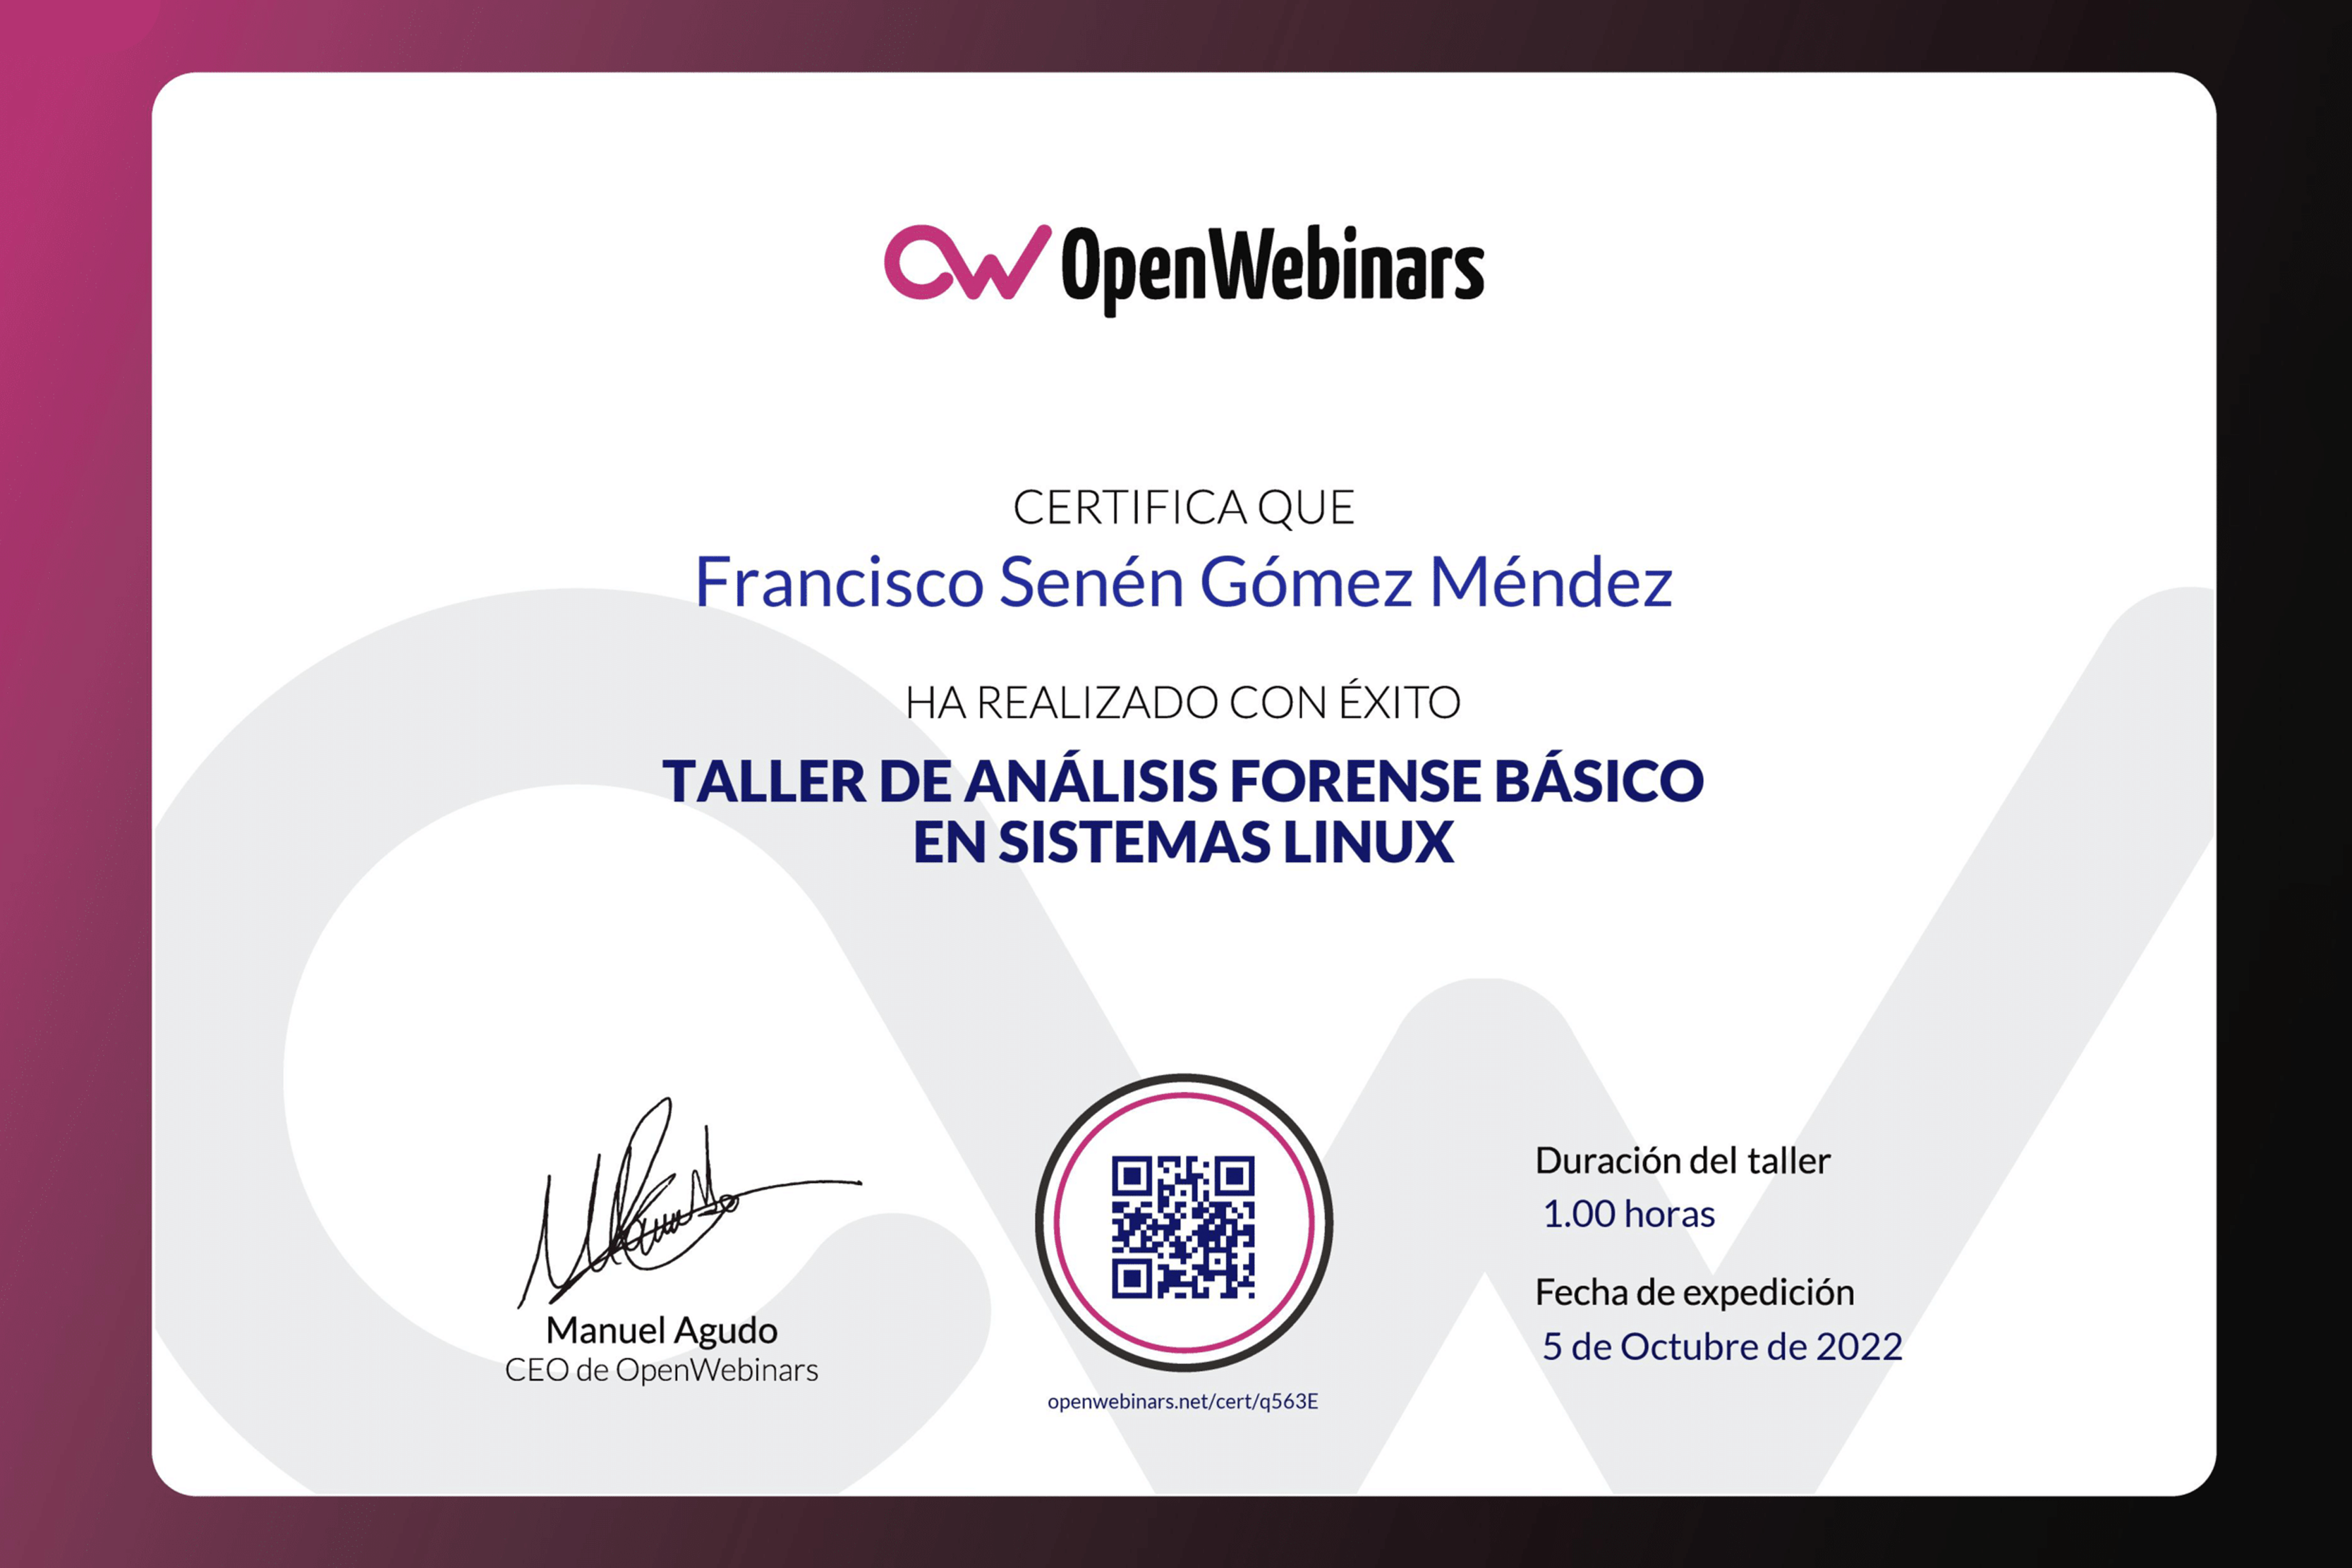 OpenWebinars
CERTIFICA QUE
Francisco Senén Gómez Méndez
HA REALIZADO CON ÉXITO
TALLER DE ANÁLISIS FORENSE BÁSICO
EN SISTEMAS LINUX
Manuel Agudo
CEO de OpenWebinars
openwebinars.net/cert/q563E
Duración del taller
1.00 horas
Fecha de expedición
5 de Octubre de 2022